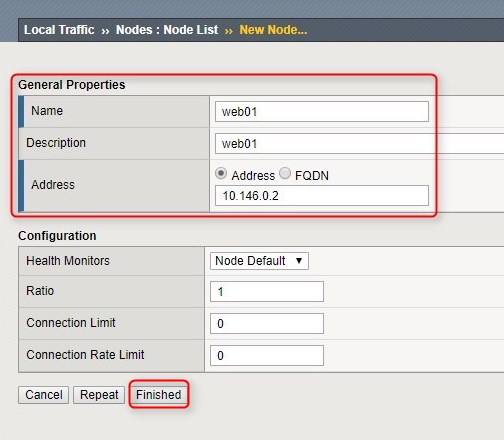 Local Traffic ›› Nodes : Node List ›› New Node...
General Properties
Name web01
Description web01
Address Address FQDN
10.146.0.2
Configuration
Health Monitors Node Default
Ratio 1
Connection Limit 0
Connection Rate Limit 0
Cancel Repeat Finished